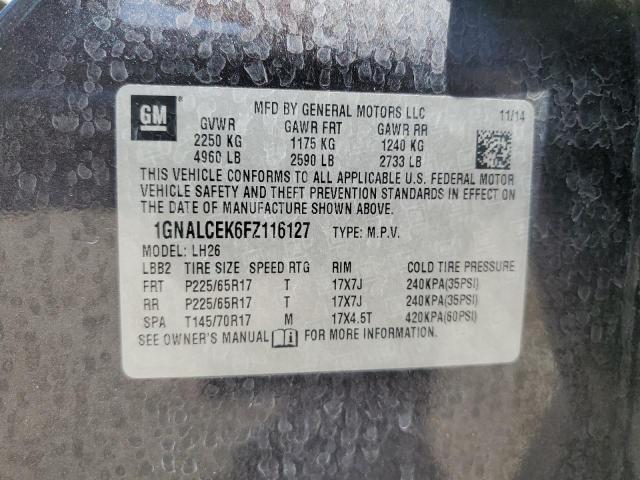 GM
MFD BY GENERAL MOTORS LLC 11/14
GVWR GAWR FRT GAWR RR
2250 KG 1175 KG 1240 KG
4960 LB 2590 LB 2733 LB
THIS VEHICLE CONFORMS TO ALL APPLICABLE U.S. FEDERAL MOTOR
VEHICLE SAFETY AND THEFT PREVENTION STANDARDS IN EFFECT ON
THE DATE OF MANUFACTURE SHOWN ABOVE.
1GNALCEK6FZ116127 TYPE: M.P.V.
MODEL: LH26
LBB2 TIRE SIZE SPEED RTG RIM COLD TIRE PRESSURE
FRT P225/65R17 T 17X7J 240KPA(35PSI)
RR P225/65R17 T 17X7J 240KPA(35PSI)
SPA T145/70R17 M 17X4.5T 420KPA(60PSI)
SEE OWNER'S MANUAL FOR MORE INFORMATION.